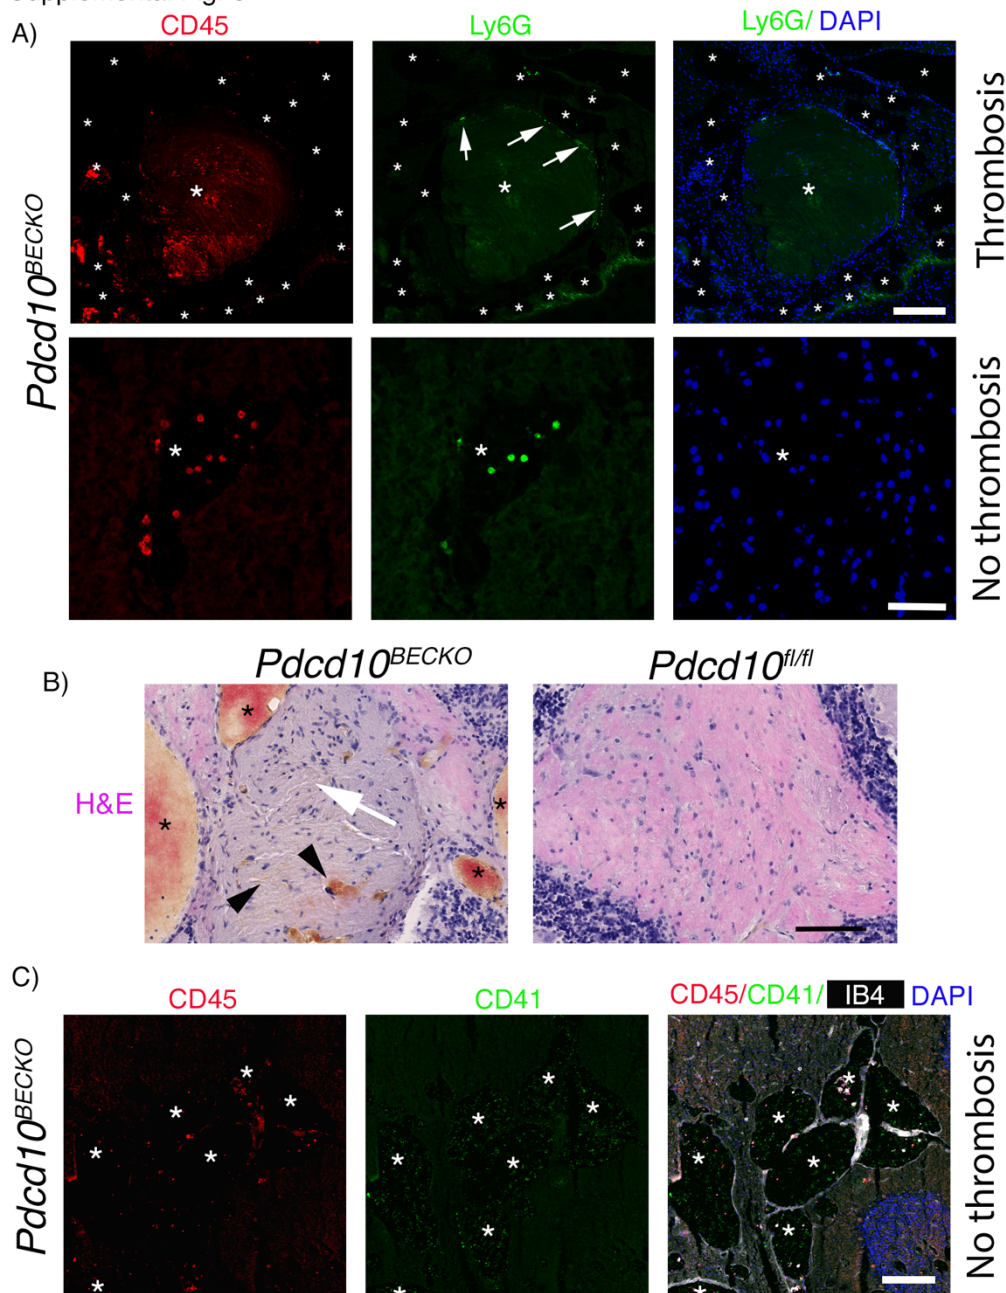 A)
CD45 Ly6G Ly6G/ DAPI
Pdcd10BECKO
Thrombosis
No thrombosis
B)
Pdcd10BECKO Pdcd10fl/fl
H&E
C)
CD45 CD41 CD45/CD41/ IB4 DAPI
Pdcd10BECKO
No thrombosis